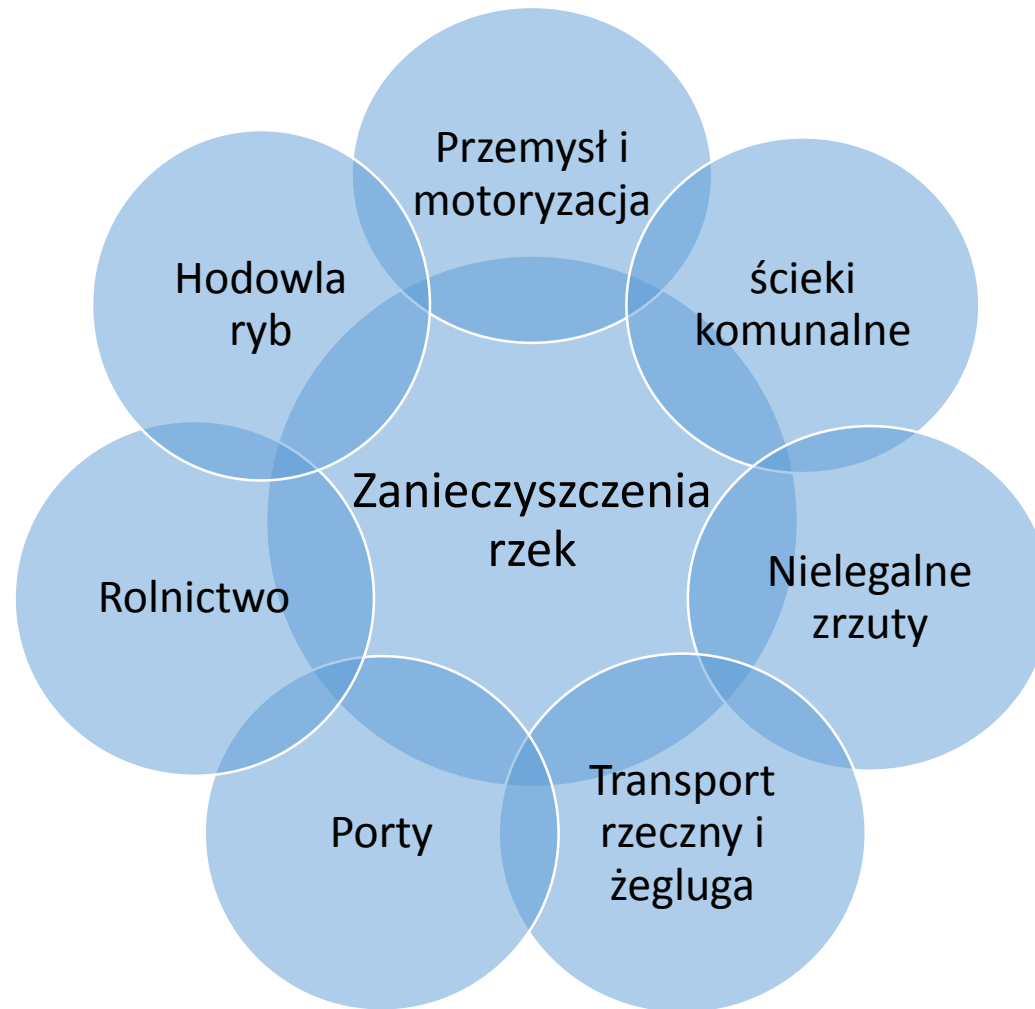 Przemysł i
motoryzacja
ścieki
komunalne
Nielegalne
zrzuty
Transport
rzeczny i
żegluga
Porty
Rolnictwo
Hodowla
ryb
Zanieczyszczenia
rzek